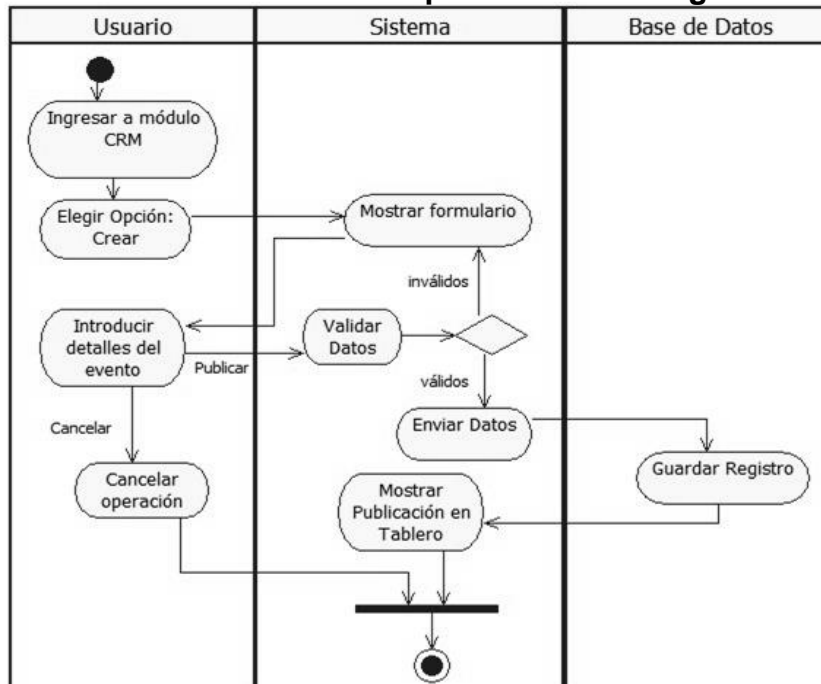 Usuario
Sistema
Base de Datos
Ingresar a módulo
CRM
Elegir Opción:
Crear
Mostrar formulario
inválidos
Introducir
detalles del
evento
Publicar
Validar
Datos
válidos
Cancelar
Enviar Datos
Guardar Registro
Cancelar
operación
Mostrar
Publicación en
Tablero